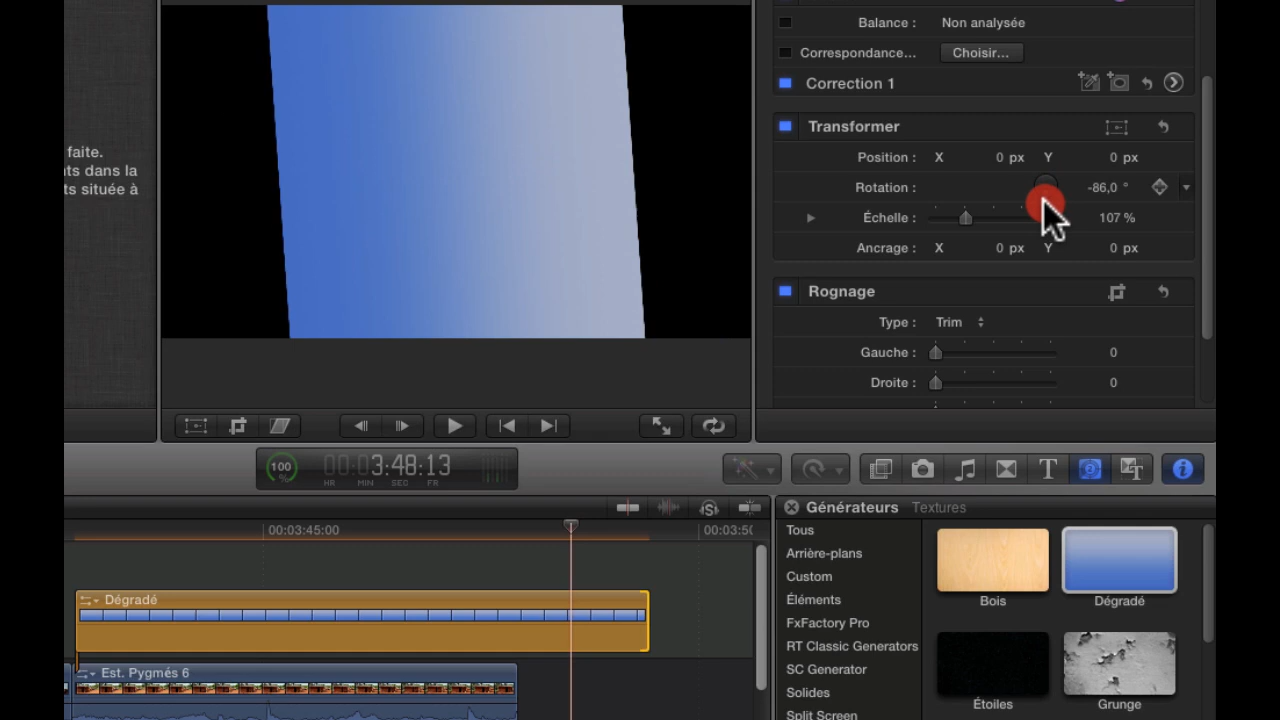 faite.
nts dans la
ts située à
Balance : Non analysée
Correspondance... Choisir...
Correction 1
Transformer
Position : X 0 px Y 0 px
Rotation : -86,0 °
Échelle : 107 %
Ancrage : X 0 px Y 0 px
Rognage
Type : Trim
Gauche : 0
Droite : 0
100 %
00:03:48:13
HR MIN SEC FR
00:03:45:00
00:03:50
Générateurs Textures
Tous
Arrière-plans
Custom
Éléments
FxFactory Pro
RT Classic Generators
SC Generator
Solides
Split Screen
Bois
Dégradé
Étoiles
Grunge
Dégradé
Est. Pygmés 6